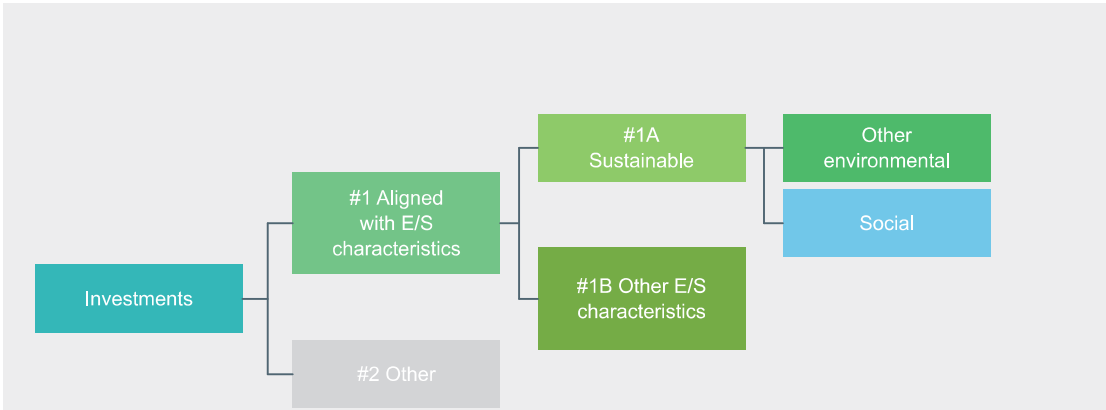 #1A
Sustainable
Other
environmental
#1 Aligned
with E/S
characteristics
Social
Investments
#1B Other E/S
characteristics
#2 Other